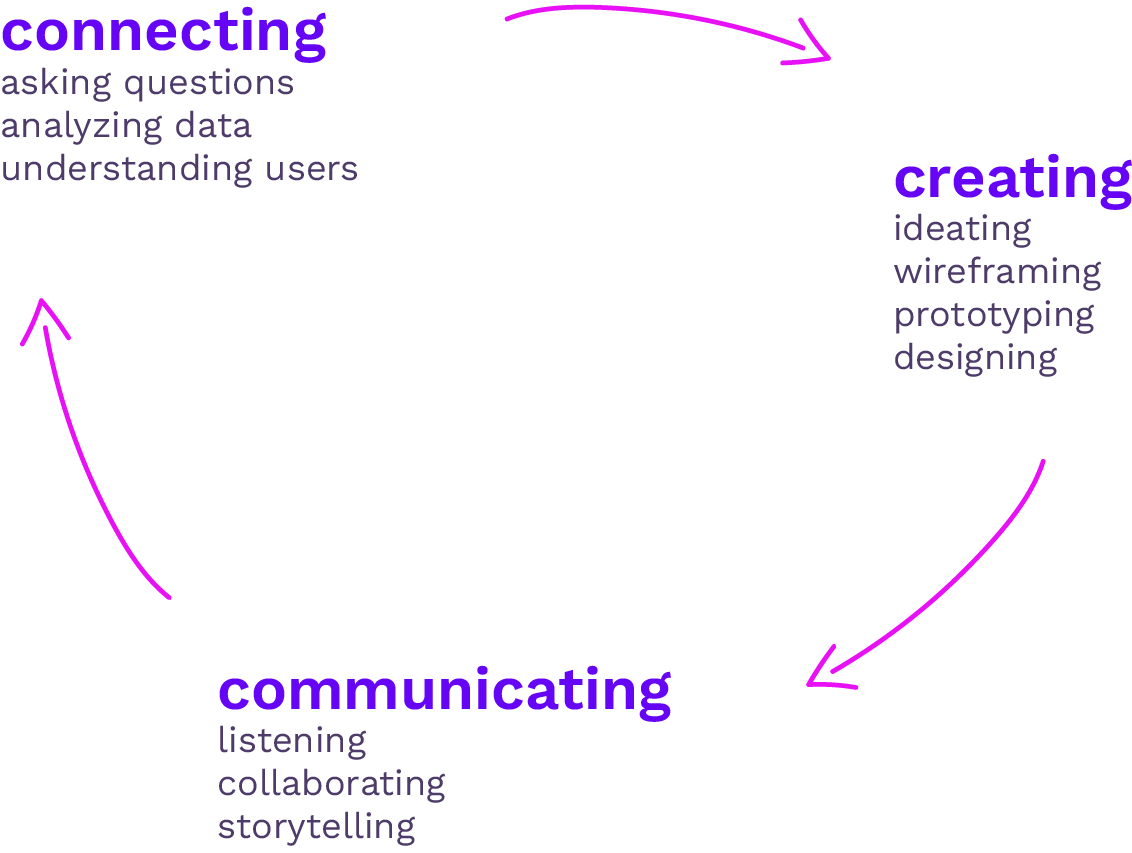 connecting
asking questions
analyzing data
understanding users
creating
ideating
wireframing
prototyping
designing
communicating
listening
collaborating
storytelling